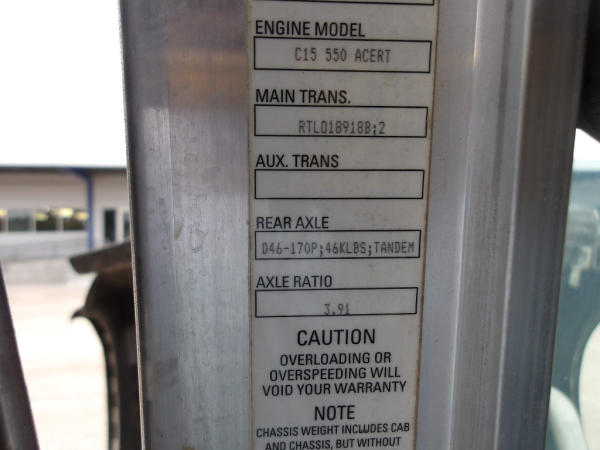 ENGINE MODEL
C15 550 ACERT
MAIN TRANS.
RTLO18918B;2
AUX. TRANS
REAR AXLE
D46-170P;46KLBS;TANDEM
AXLE RATIO
3.91
CAUTION
OVERLOADING OR
OVERSPEEDING WILL
VOID YOUR WARRANTY
NOTE
CHASSIS WEIGHT INCLUDES CAB
AND CHASSIS, BUT WITHOUT